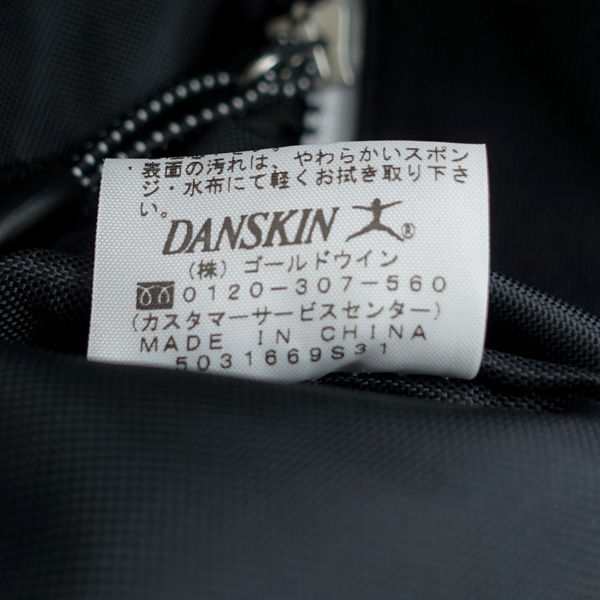 ・表面の汚れは、やわらかいスポン
ジ・水布にて軽くお拭き取り下さ
い。
DANSKIN ®
(株) ゴールドウイン
0120-307-560
(カスタマーサービスセンター)
MADE IN CHINA
5031669S31